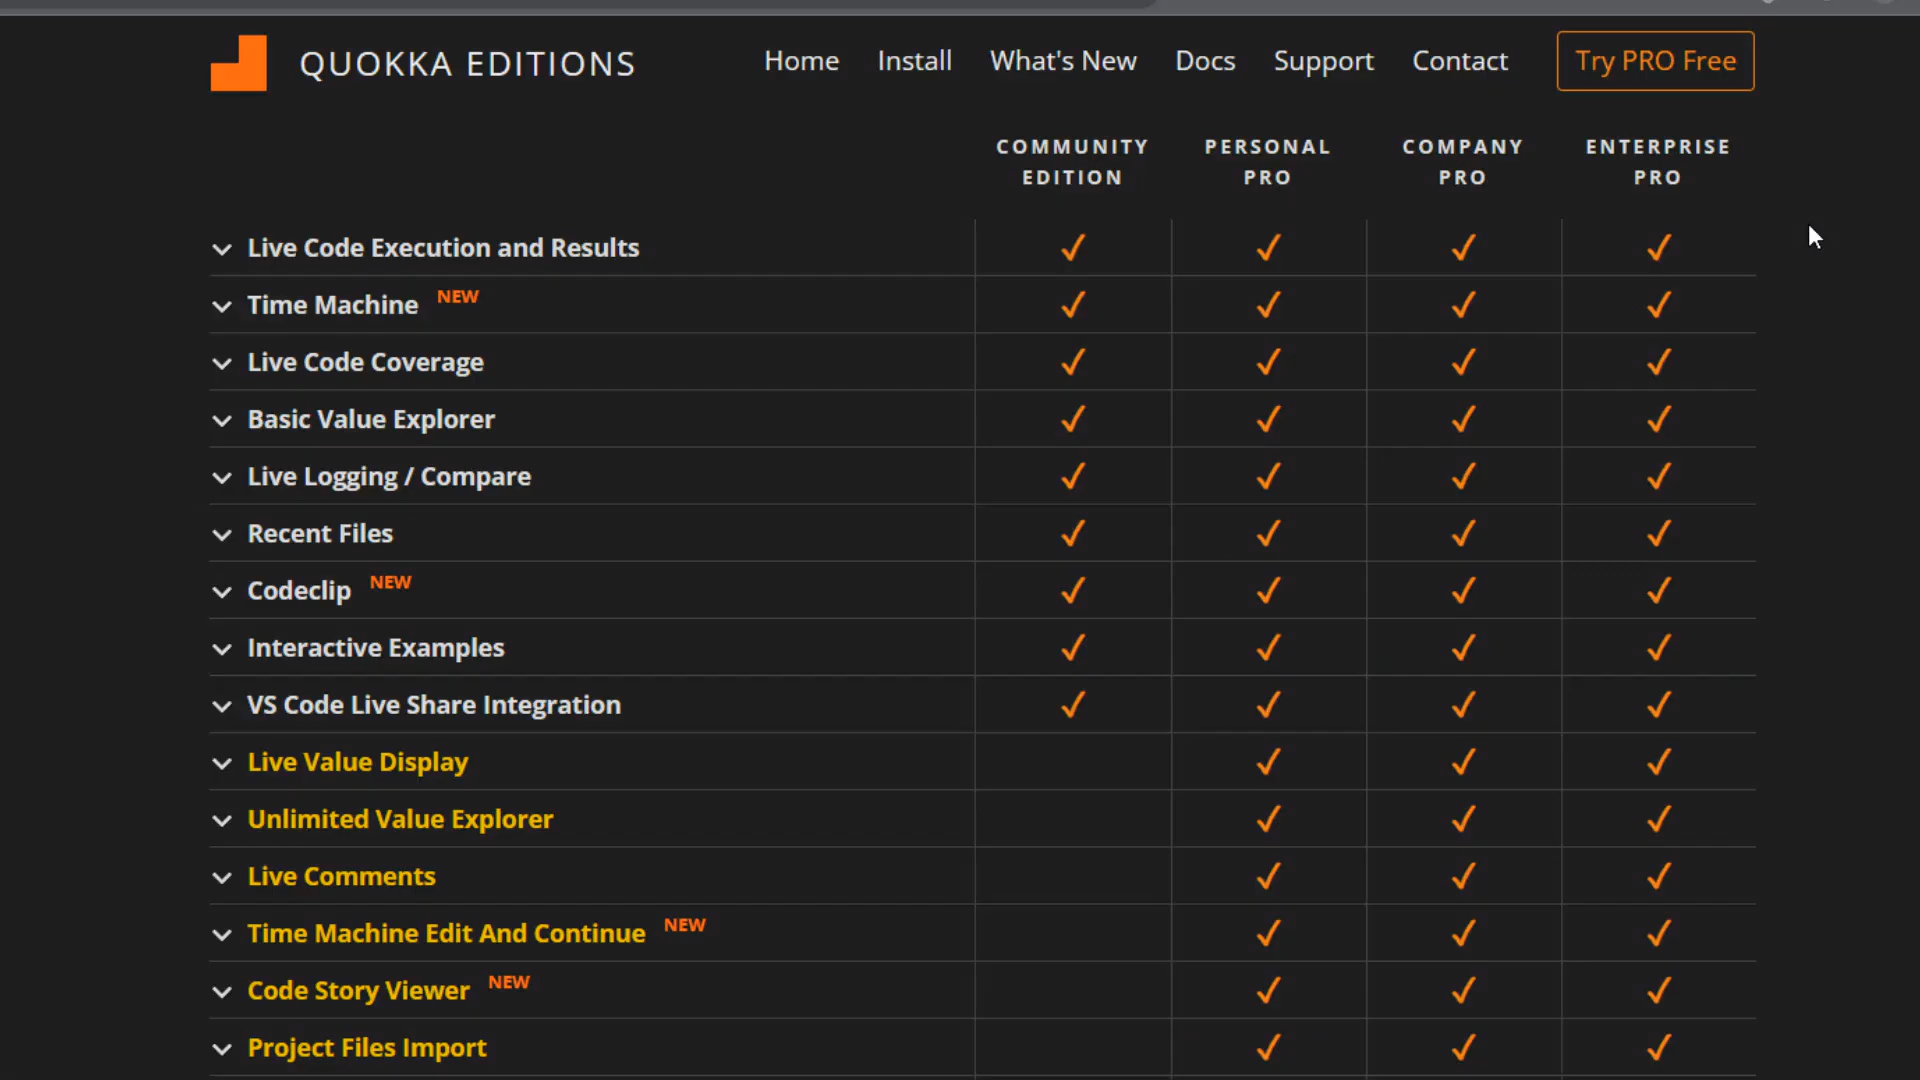 QUOKKA EDITIONS
Home Install What's New Docs Support Contact Try PRO Free
COMMUNITY EDITION
PERSONAL PRO
COMPANY PRO
ENTERPRISE PRO
Live Code Execution and Results ✓ ✓ ✓ ✓
Time Machine NEW ✓ ✓ ✓ ✓
Live Code Coverage ✓ ✓ ✓ ✓
Basic Value Explorer ✓ ✓ ✓ ✓
Live Logging / Compare ✓ ✓ ✓ ✓
Recent Files ✓ ✓ ✓ ✓
Codeclip NEW ✓ ✓ ✓ ✓
Interactive Examples ✓ ✓ ✓ ✓
VS Code Live Share Integration ✓ ✓ ✓ ✓
Live Value Display ✓ ✓ ✓
Unlimited Value Explorer ✓ ✓ ✓
Live Comments ✓ ✓ ✓
Time Machine Edit And Continue NEW ✓ ✓ ✓
Code Story Viewer NEW ✓ ✓ ✓
Project Files Import ✓ ✓ ✓